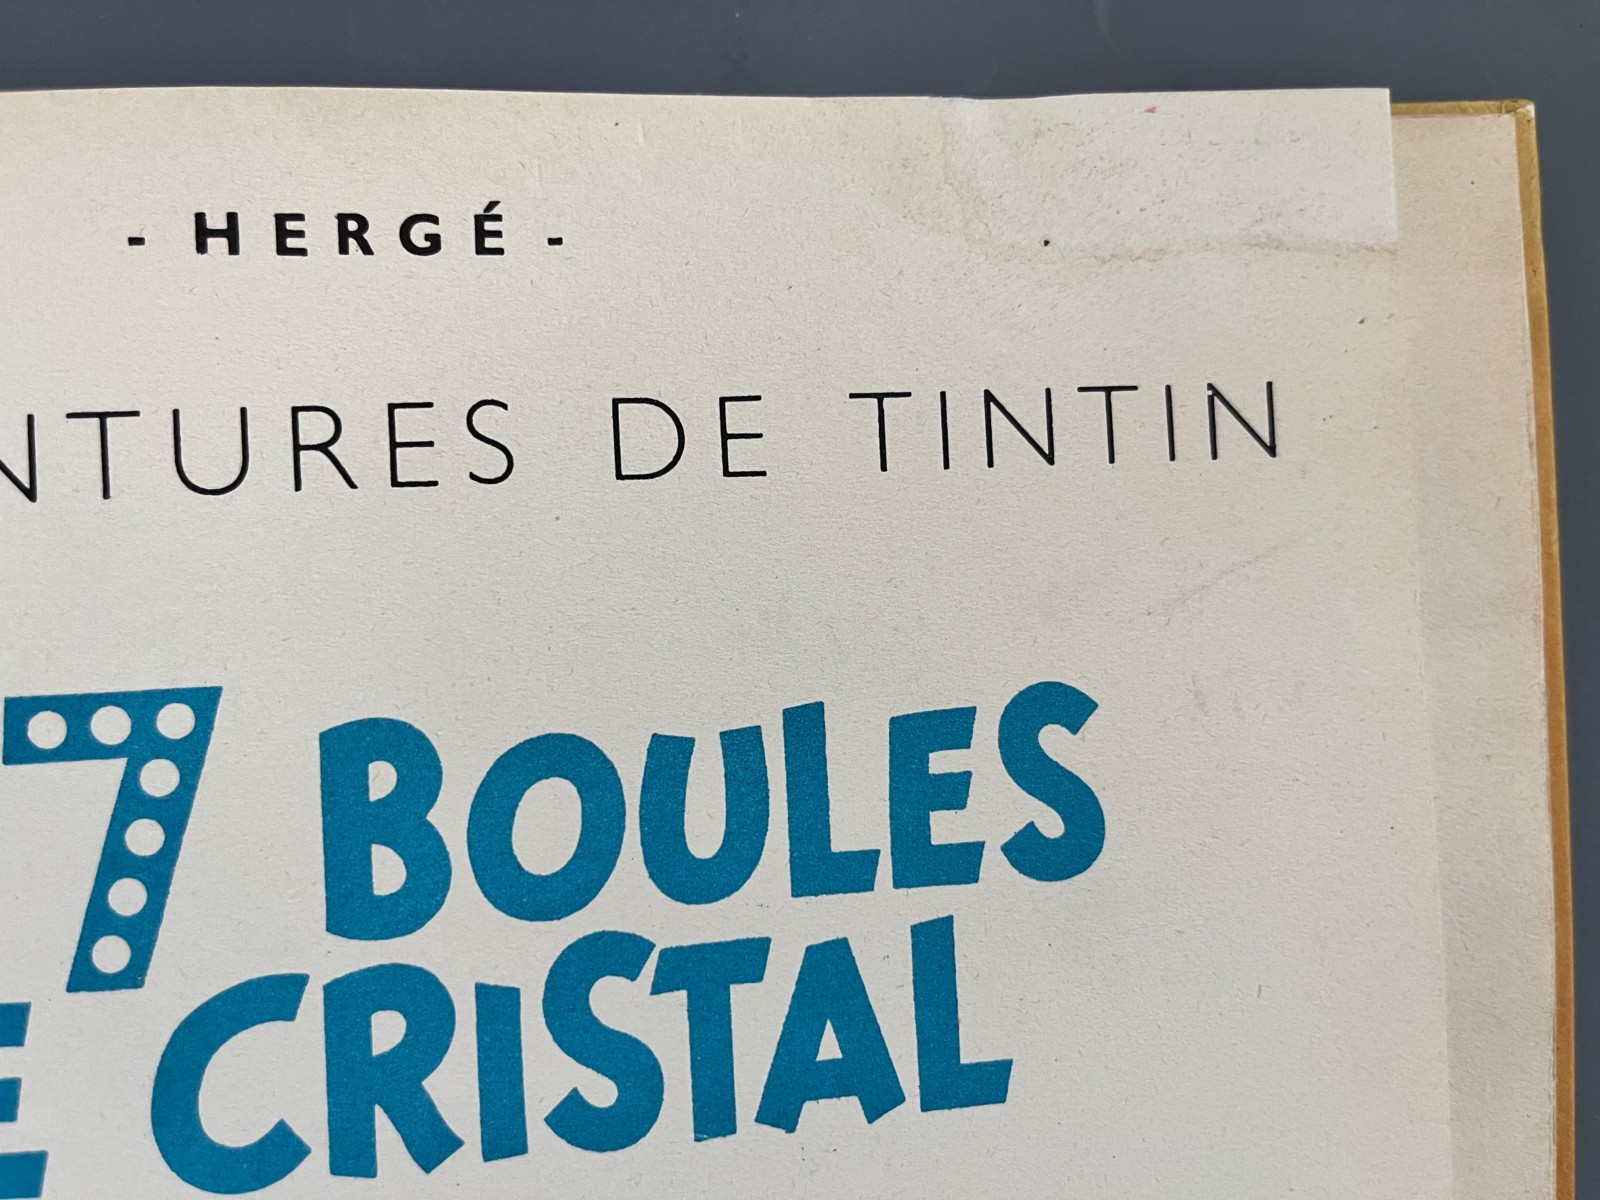 - HERGÉ -
NTURES DE TINTIN
7 BOULES
E CRISTAL